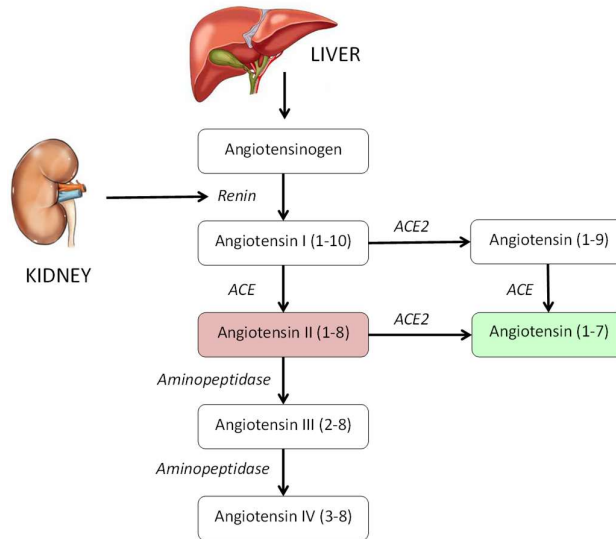 LIVER
Angiotensinogen
Renin
KIDNEY
Angiotensin I (1-10)
ACE2
Angiotensin (1-9)
ACE
ACE
Angiotensin II (1-8)
ACE2
Angiotensin (1-7)
Aminopeptidase
Angiotensin III (2-8)
Aminopeptidase
Angiotensin IV (3-8)